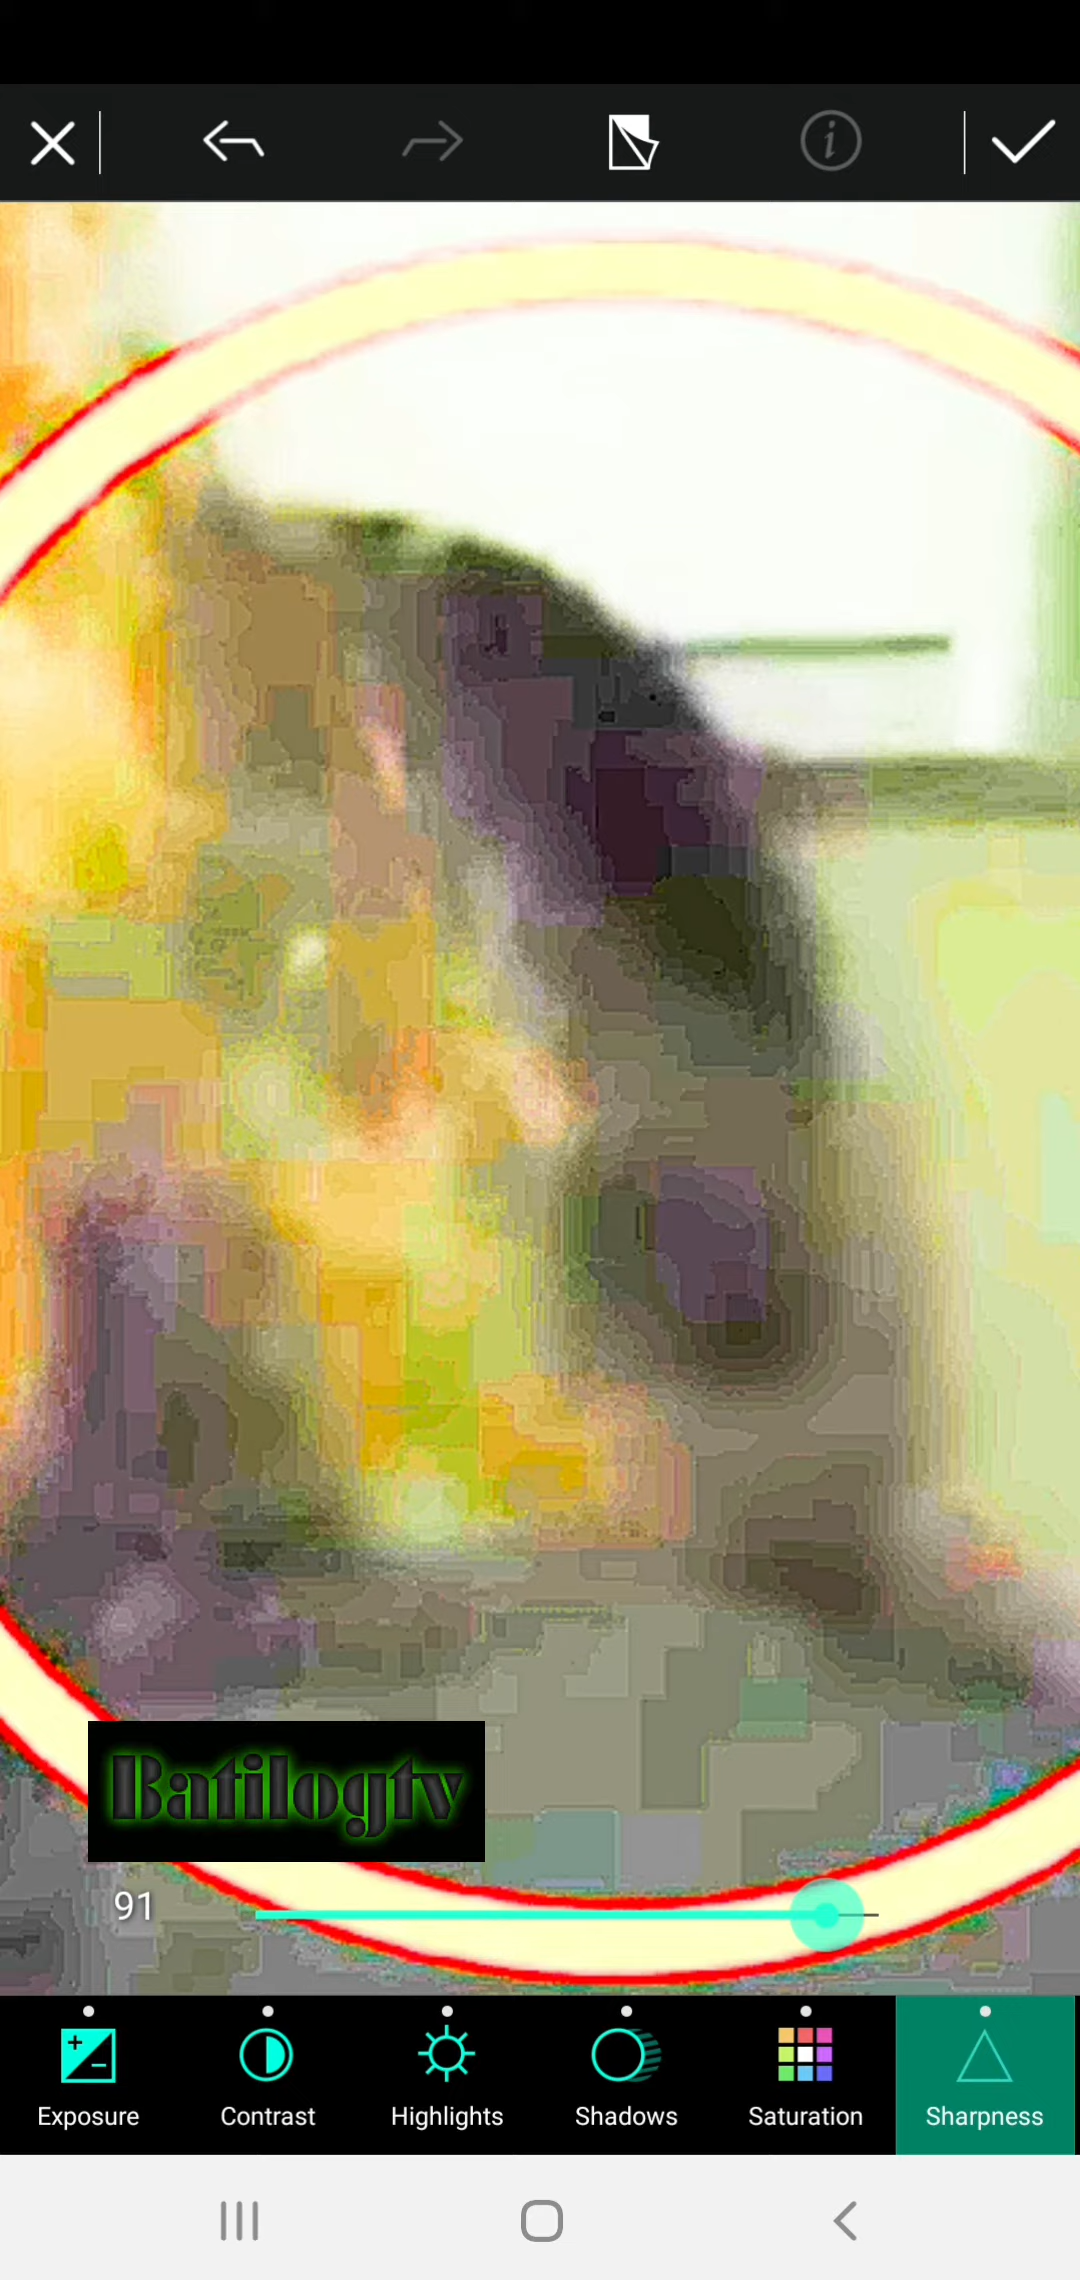 Batilogtv
91
Exposure
Contrast
Highlights
Shadows
Saturation
Sharpness